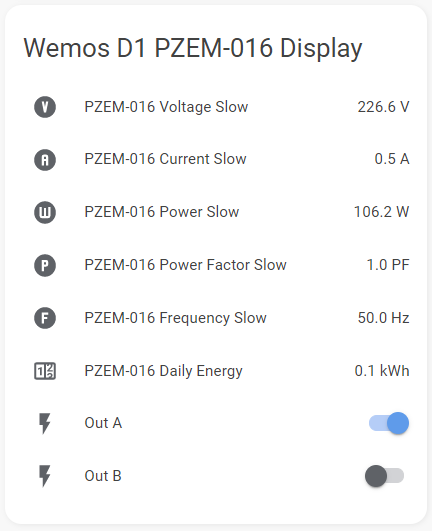 Wemos D1 PZEM-016 Display
V PZEM-016 Voltage Slow 226.6 V
A PZEM-016 Current Slow 0.5 A
W PZEM-016 Power Slow 106.2 W
P PZEM-016 Power Factor Slow 1.0 PF
F PZEM-016 Frequency Slow 50.0 Hz
PZEM-016 Daily Energy 0.1 kWh
Out A
Out B